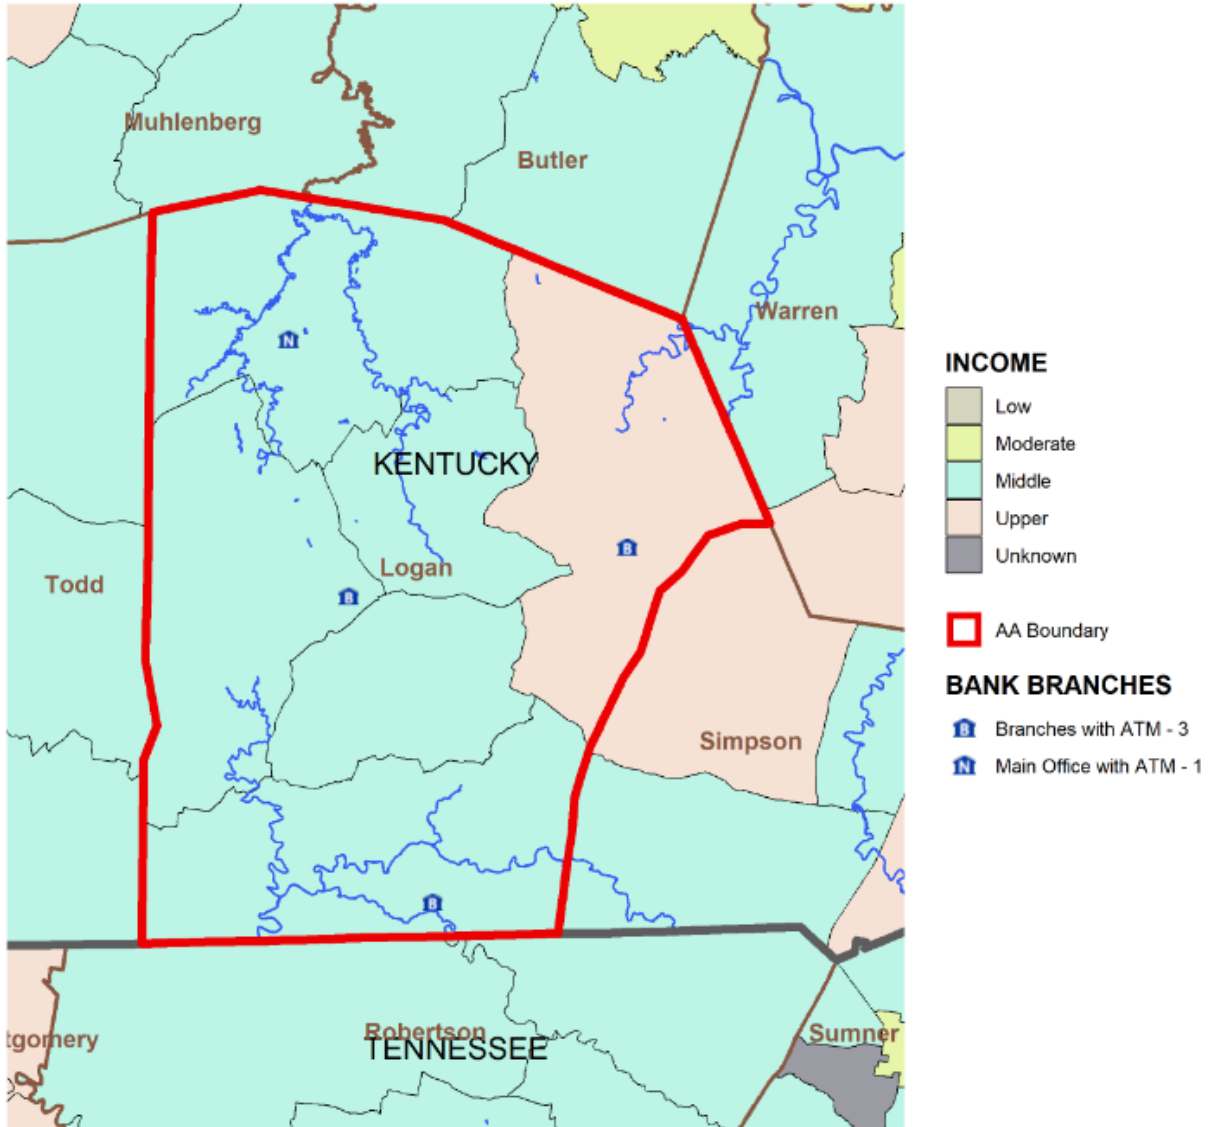 Muhlenberg
Butler
Warren
KENTUCKY
Logan
Todd
Simpson
tgomery
Robertson
TENNESSEE
Sumner
N
B
B
B
INCOME
Low
Moderate
Middle
Upper
Unknown
AA Boundary
BANK BRANCHES
B Branches with ATM - 3
N Main Office with ATM - 1